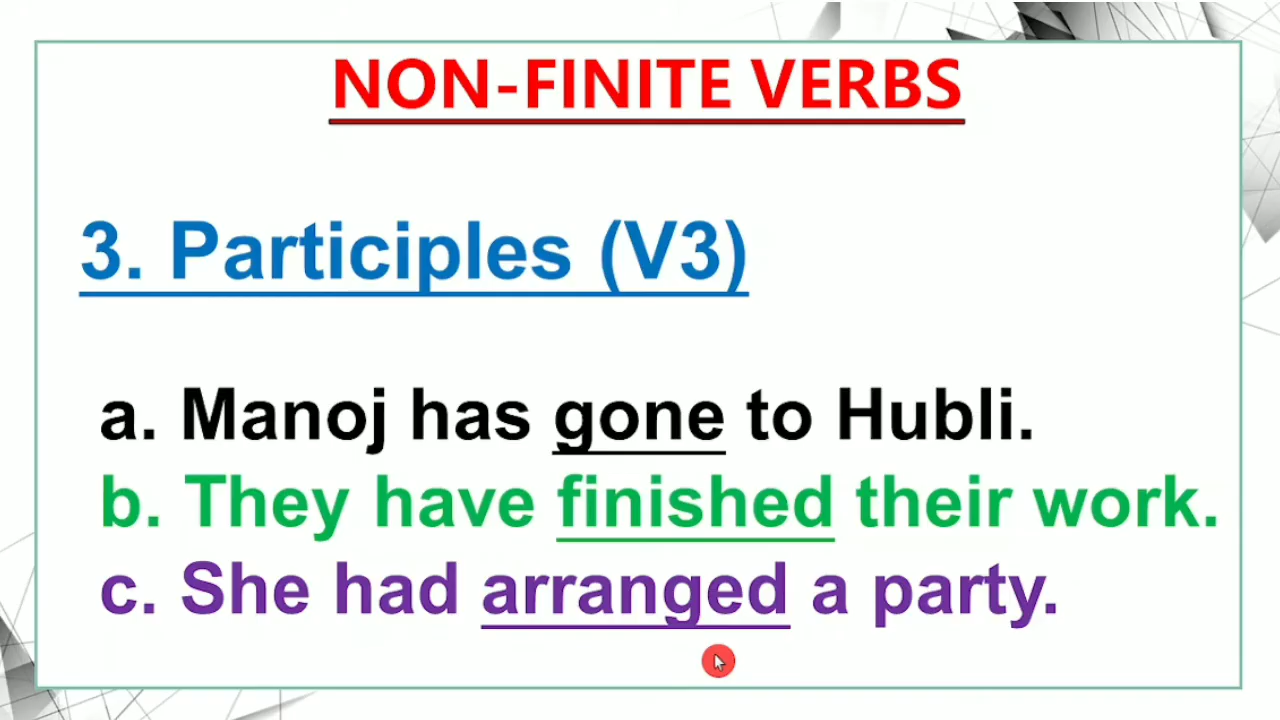 NON-FINITE VERBS
3. Participles (V3)
a. Manoj has gone to Hubli.
b. They have finished their work.
c. She had arranged a party.